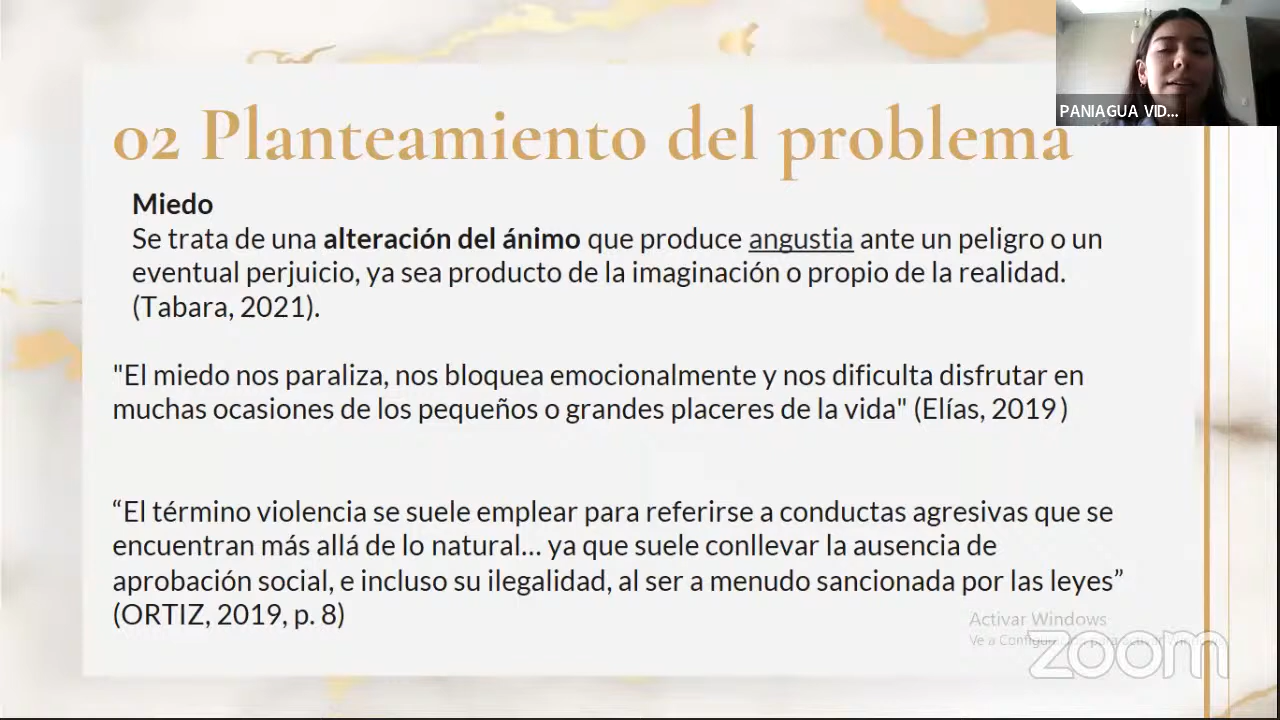 PANIAGUA VID...
02 Planteamiento del problema
Miedo
Se trata de una alteración del ánimo que produce angustia ante un peligro o un
eventual perjuicio, ya sea producto de la imaginación o propio de la realidad.
(Tabara, 2021).
"El miedo nos paraliza, nos bloquea emocionalmente y nos dificulta disfrutar en
muchas ocasiones de los pequeños o grandes placeres de la vida" (Elías, 2019)
“El término violencia se suele emplear para referirse a conductas agresivas que se
encuentran más allá de lo natural... ya que suele conllevar la ausencia de
aprobación social, e incluso su ilegalidad, al ser a menudo sancionada por las leyes”
(ORTIZ, 2019, p. 8)
Activar Windows
Ve a para activar
zoom